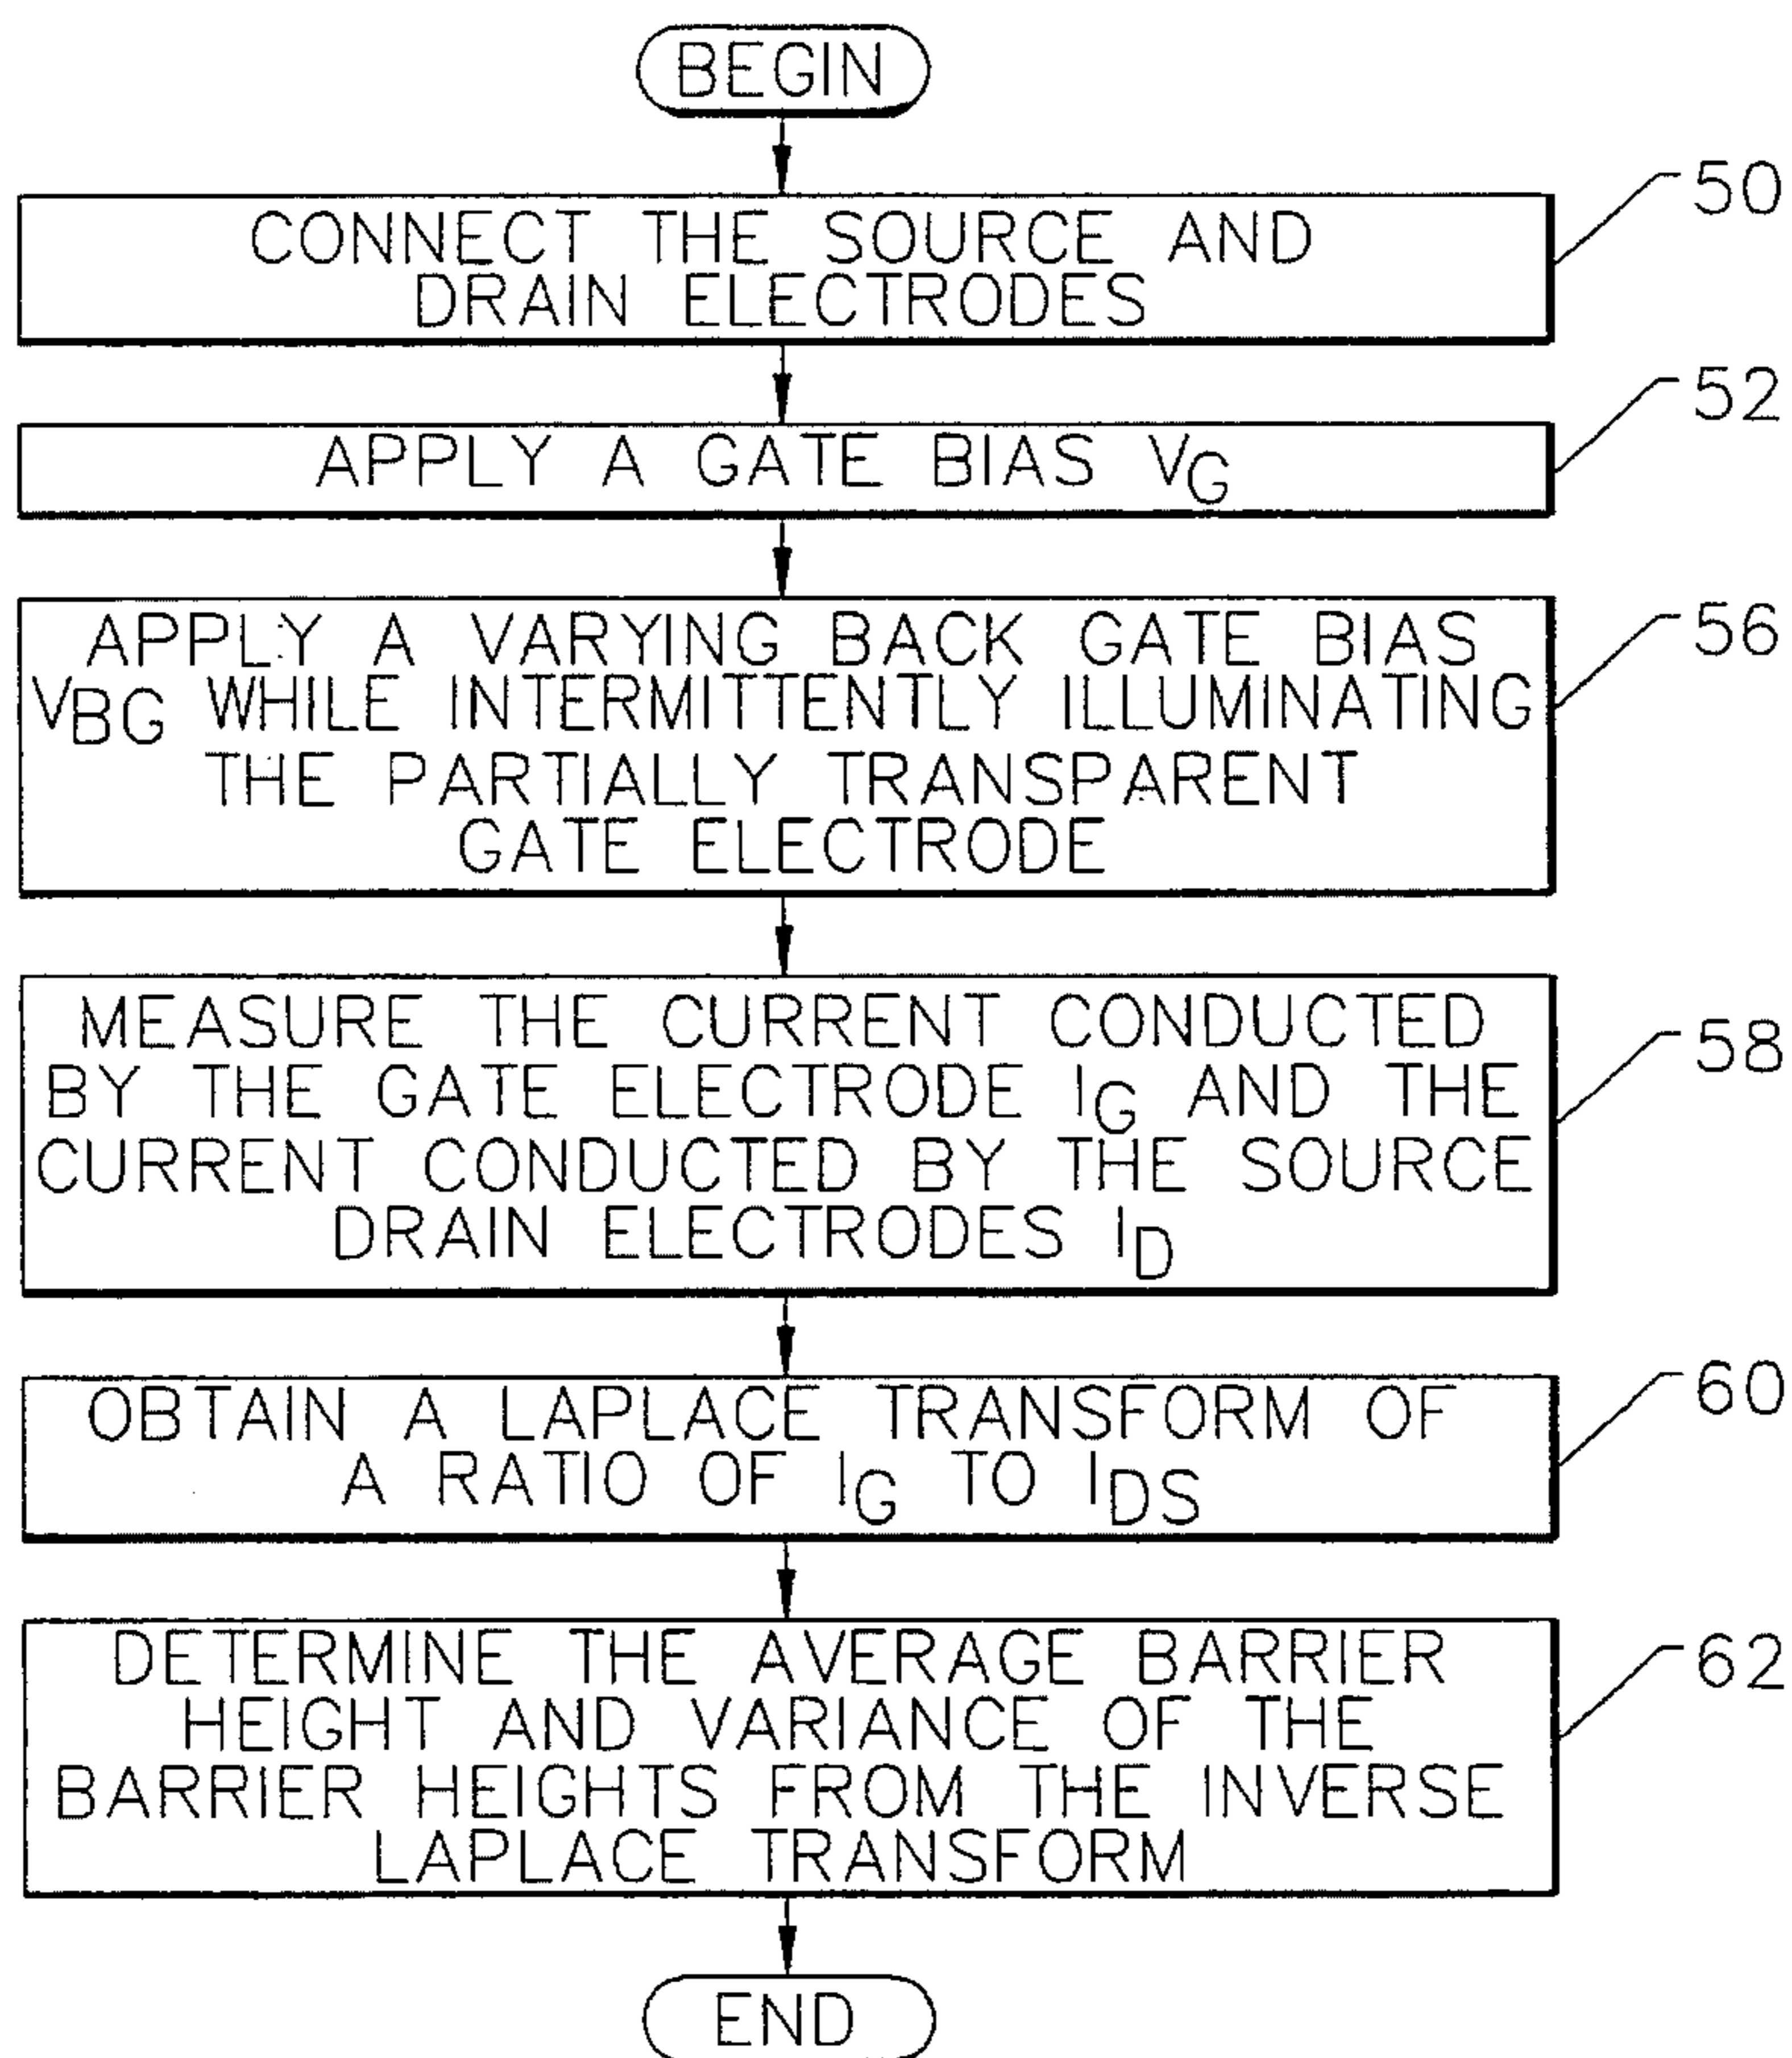 BEGIN
CONNECT THE SOURCE AND
DRAIN ELECTRODES
50
APPLY A GATE BIAS VG
52
APPLY A VARYING BACK GATE BIAS
VBG WHILE INTERMITTENTLY ILLUMINATING
THE PARTIALLY TRANSPARENT
GATE ELECTRODE
56
MEASURE THE CURRENT CONDUCTED
BY THE GATE ELECTRODE IG AND THE
CURRENT CONDUCTED BY THE SOURCE
DRAIN ELECTRODES ID
58
OBTAIN A LAPLACE TRANSFORM OF
A RATIO OF IG TO IDS
60
DETERMINE THE AVERAGE BARRIER
HEIGHT AND VARIANCE OF THE
BARRIER HEIGHTS FROM THE INVERSE
LAPLACE TRANSFORM
62
END